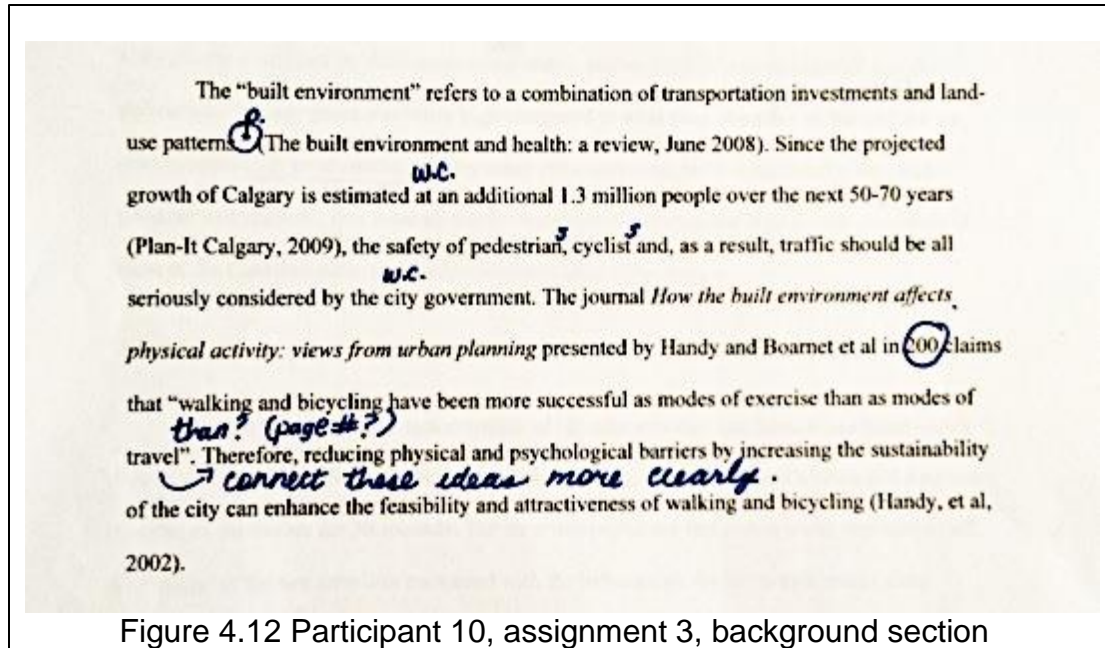 The “built environment” refers to a combination of transportation investments and land-
use patterns. (The built environment and health: a review, June 2008). Since the projected
w.c.
growth of Calgary is estimated at an additional 1.3 million people over the next 50-70 years
(Plan-It Calgary, 2009), the safety of pedestrian, cyclist and, as a result, traffic should be all
s s
w.c.
seriously considered by the city government. The journal How the built environment affects
physical activity: views from urban planning presented by Handy and Boarnet et al in 200 claims
that “walking and bicycling have been more successful as modes of exercise than as modes of
than? (page #?)
travel”. Therefore, reducing physical and psychological barriers by increasing the sustainability
connect these ideas more clearly.
of the city can enhance the feasibility and attractiveness of walking and bicycling (Handy, et al,
2002).
Figure 4.12 Participant 10, assignment 3, background section